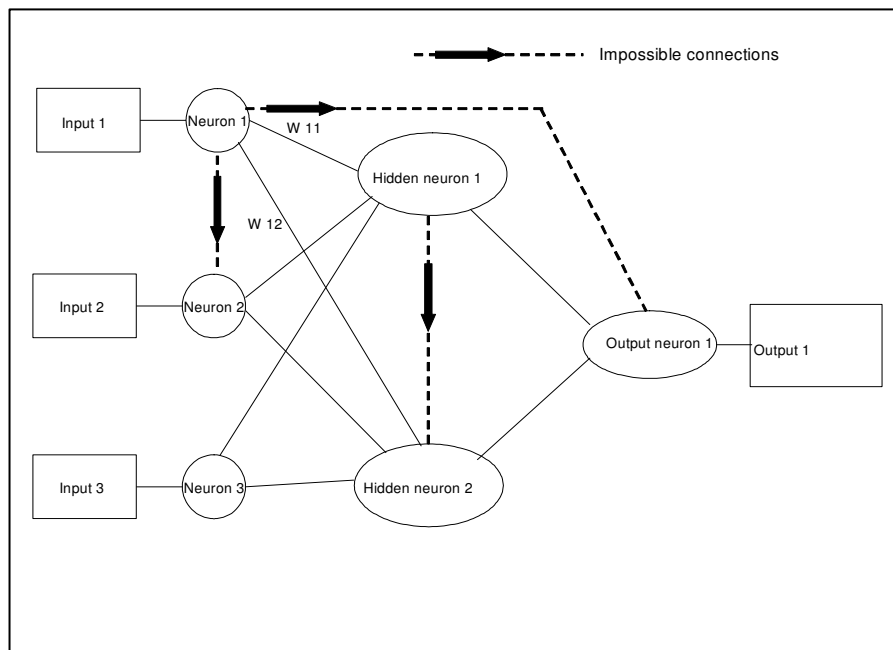 Impossible connections
Input 1
Neuron 1
W 11
Hidden neuron 1
W 12
Input 2
Neuron 2
Output neuron 1
Output 1
Input 3
Neuron 3
Hidden neuron 2